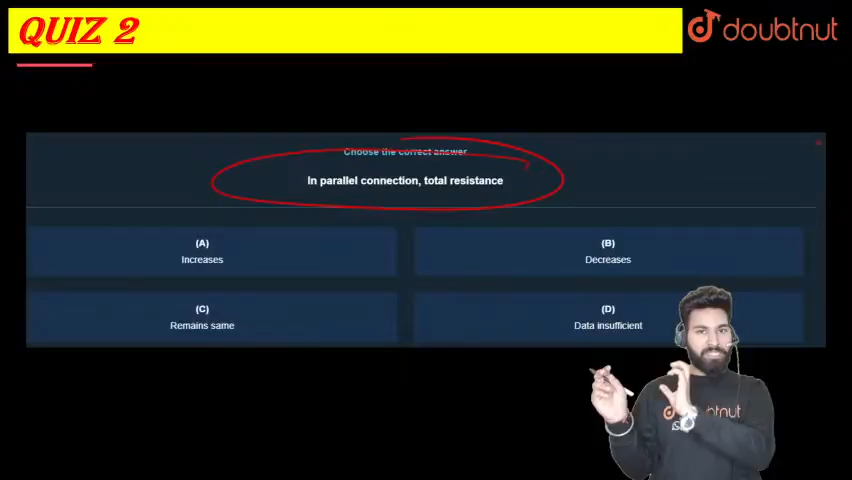 QUIZ 2
doubtnut
Choose the correct answer
In parallel connection, total resistance
(A)
Increases
(B)
Decreases
(C)
Remains same
(D)
Data insufficient